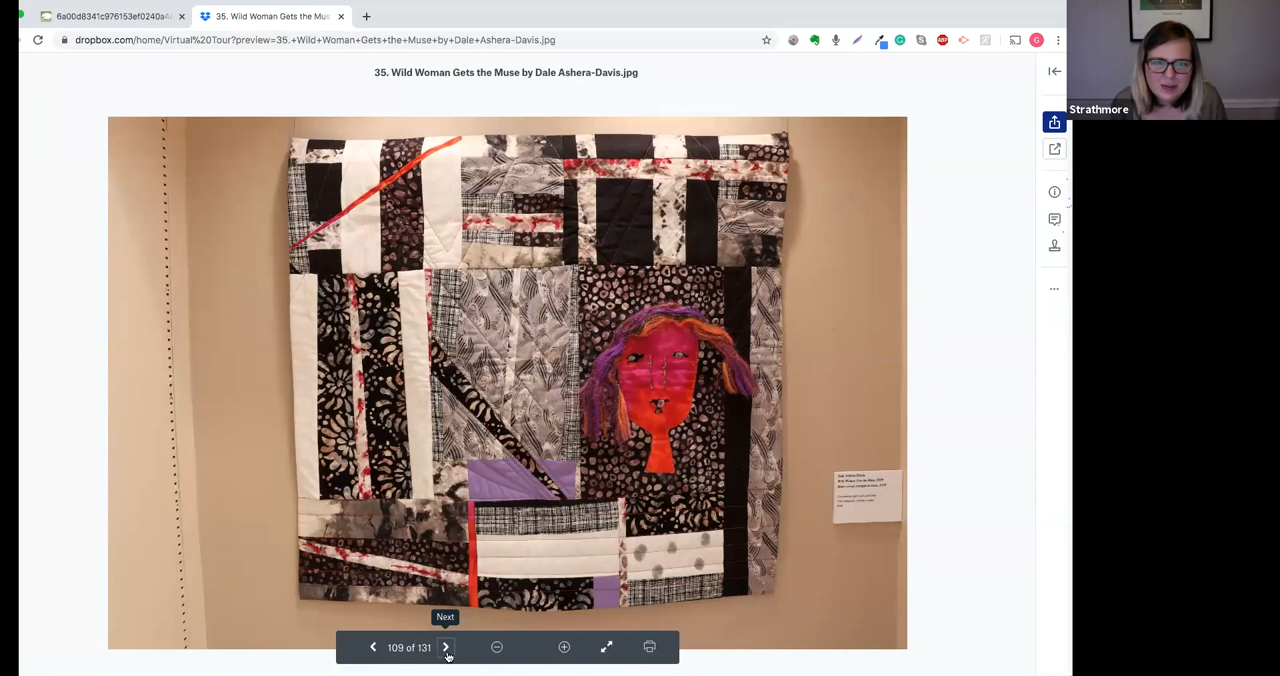 6a00d8341c976153ef0240a4
35. Wild Woman Gets the Mus
dropbox.com/home/Virtual%20Tour?preview=35.+Wild+Woman+Gets+the+Muse+by+Dale+Ashera-Davis.jpg
ABP
G
35. Wild Woman Gets the Muse by Dale Ashera-Davis.jpg
Strathmore
Next
109 of 131